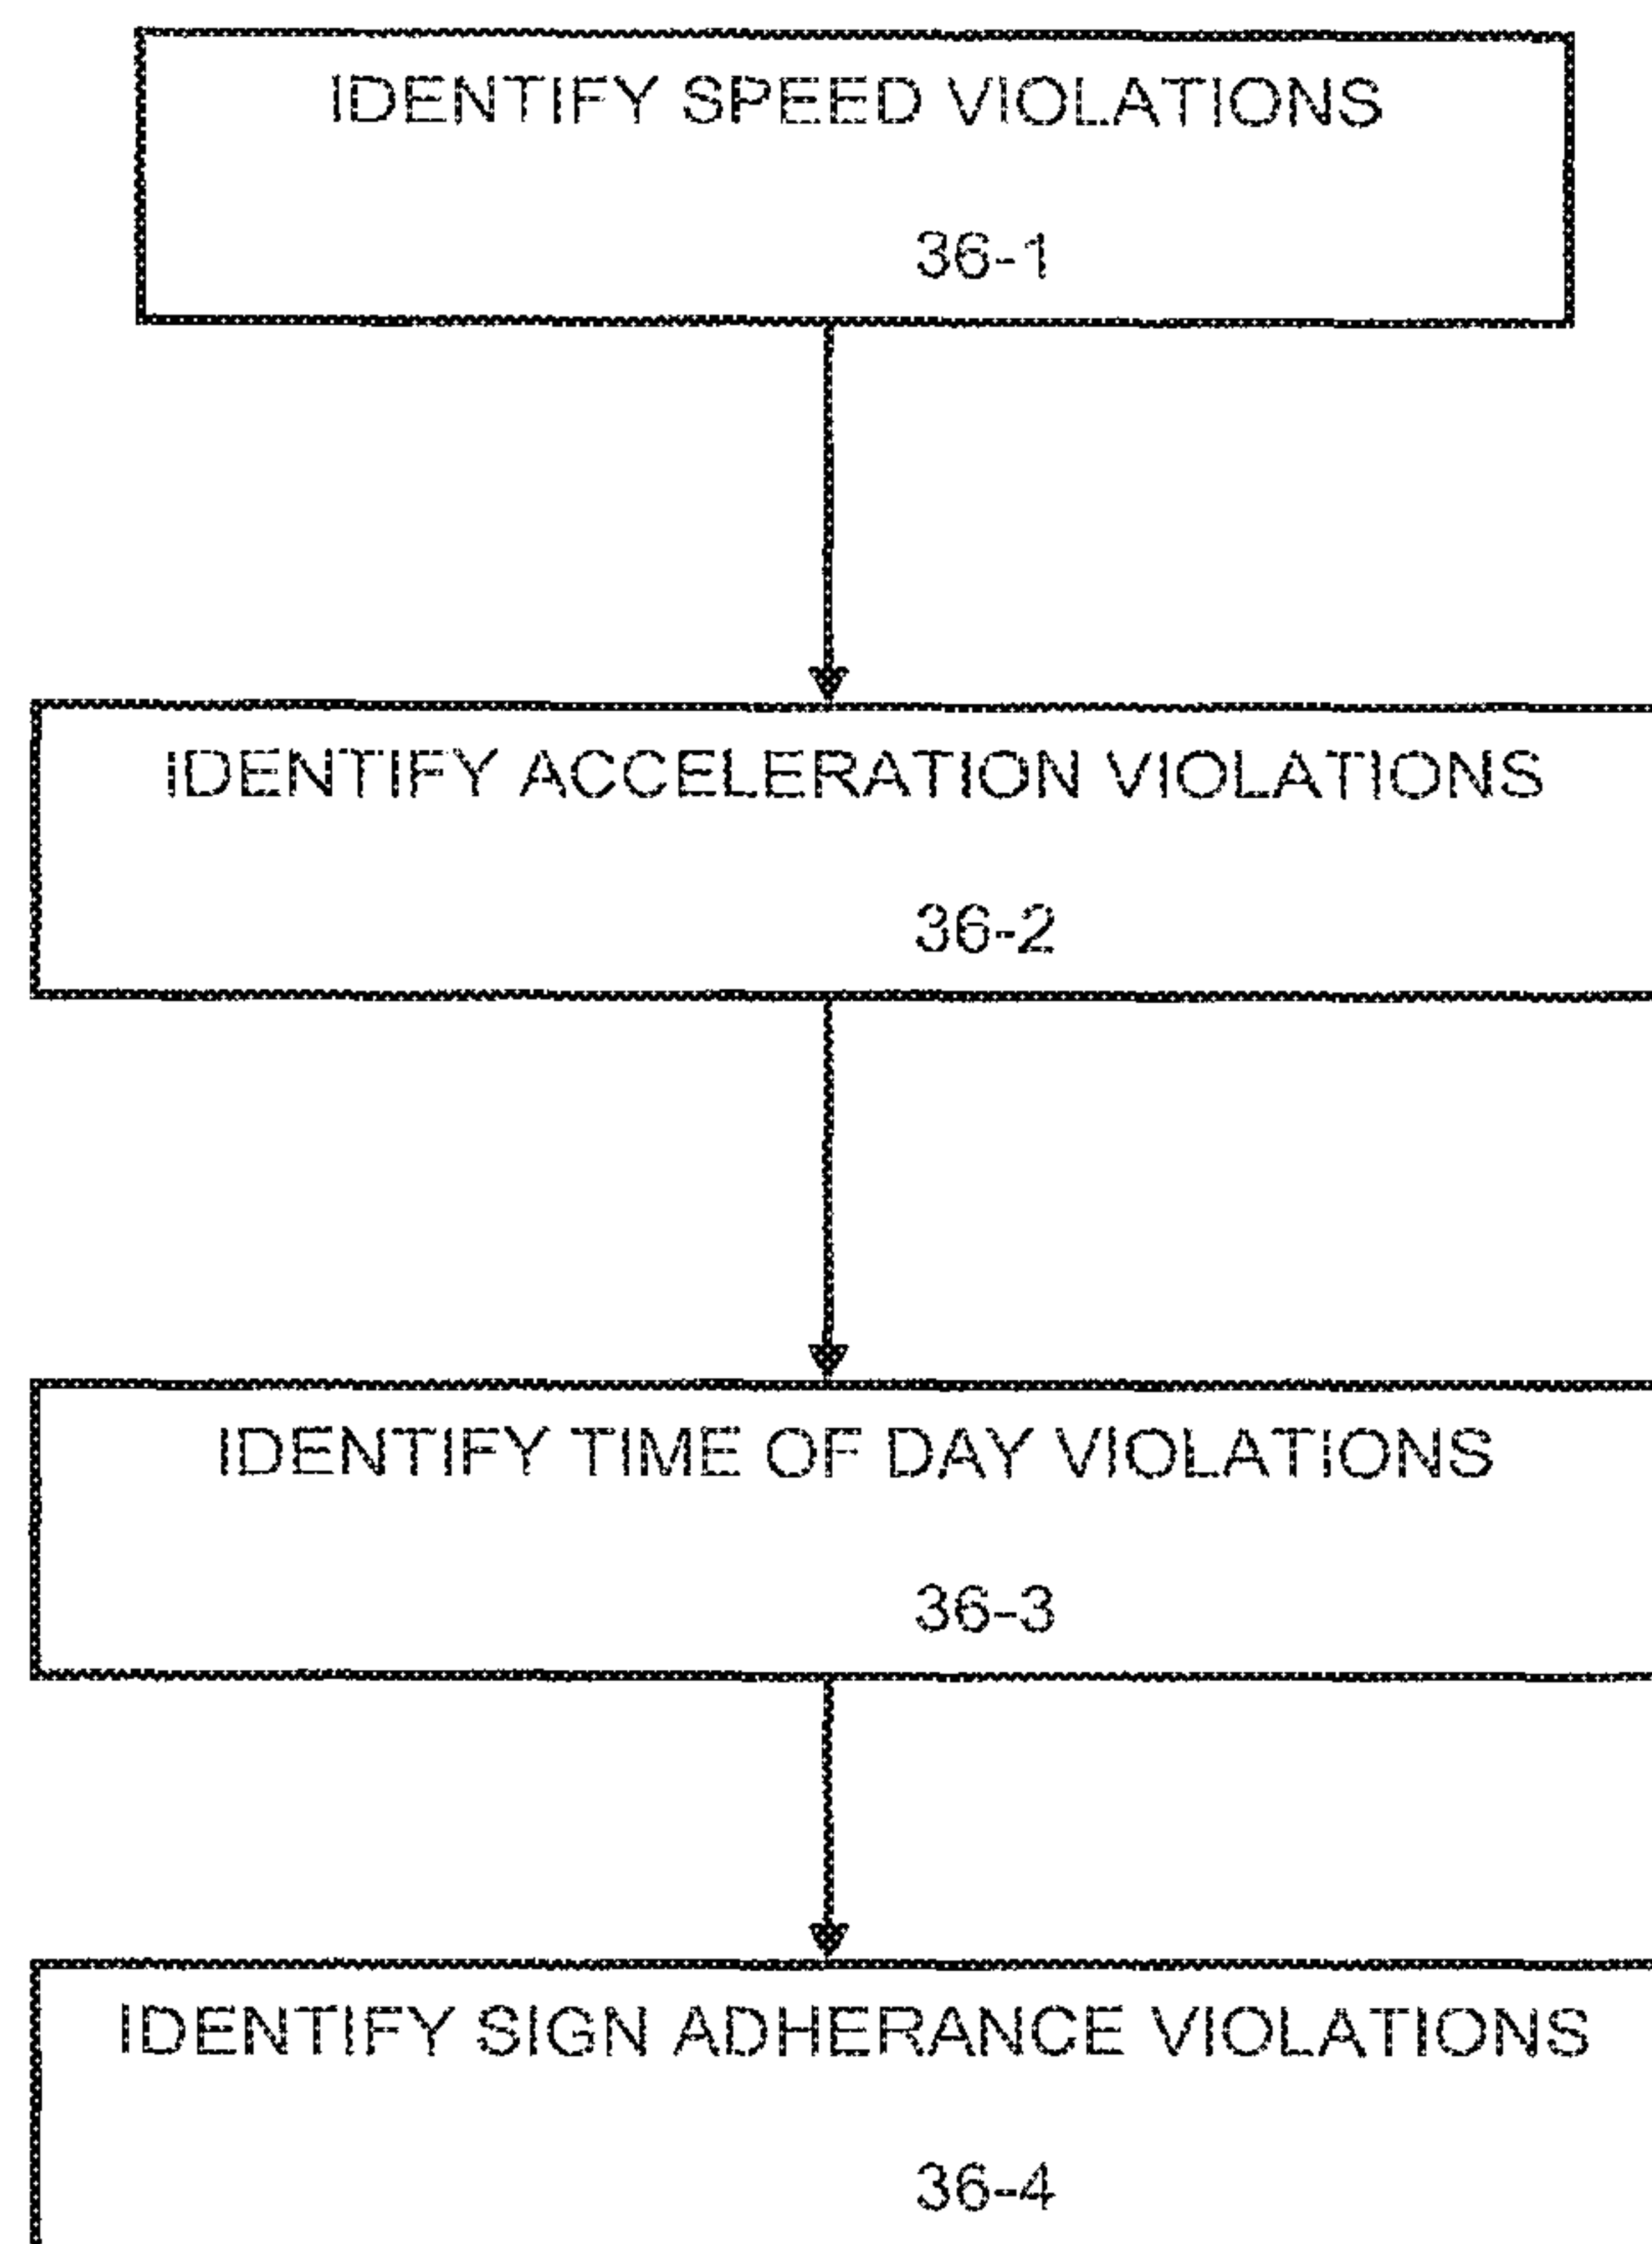 IDENTIFY SPEED VIOLATIONS
36-1
IDENTIFY ACCELERATION VIOLATIONS
36-2
IDENTIFY TIME OF DAY VIOLATIONS
36-3
IDENTIFY SIGN ADHERANCE VIOLATIONS
36-4